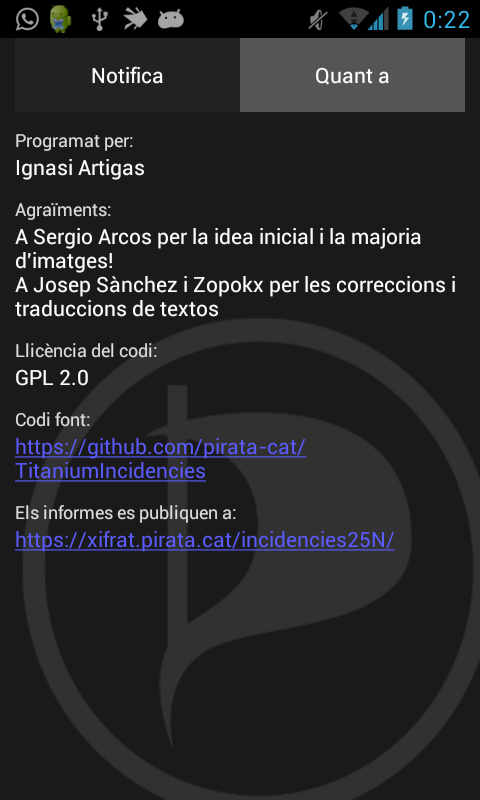 0:22
Notifica
Quant a
Programat per:
Ignasi Artigas
Agraïments:
A Sergio Arcos per la idea inicial i la majoria
d'imatges!
A Josep Sànchez i Zopokx per les correccions i
traduccions de textos
Llicència del codi:
GPL 2.0
Codi font:
https://github.com/pirata-cat/
TitaniumIncidencies
Els informes es publiquen a:
https://xifrat.pirata.cat/incidencies25N/